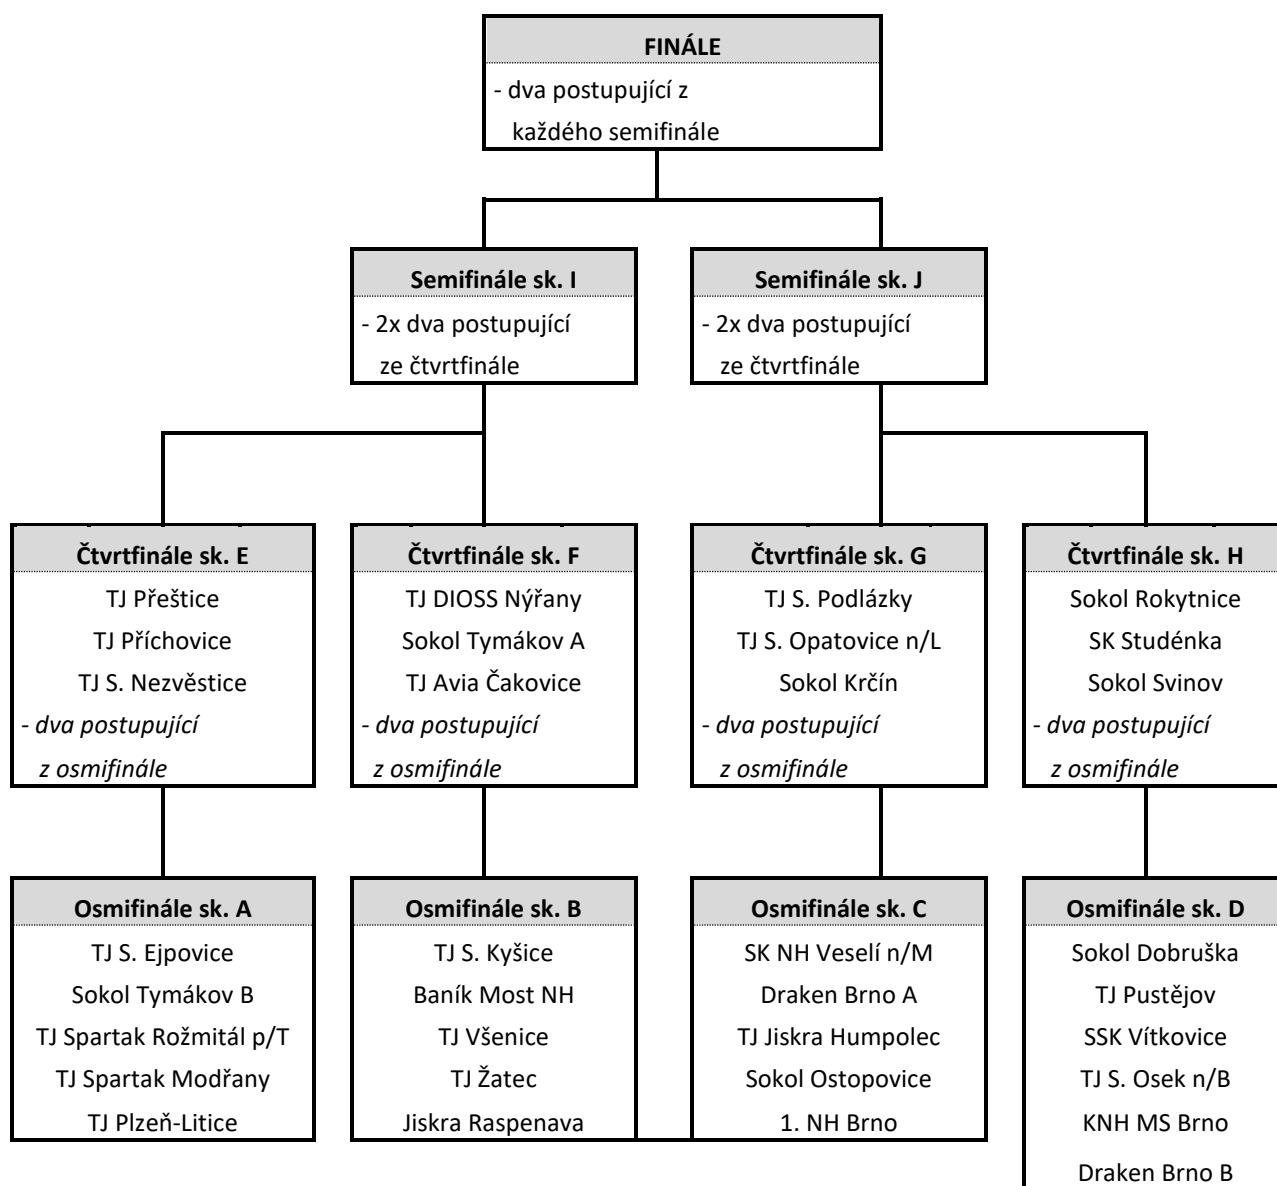 FINÁLE
- dva postupující z
každého semifinále
Semifinále sk. I
- 2x dva postupující
ze čtvrtfinále
Semifinále sk. J
- 2x dva postupující
ze čtvrtfinále
Čtvrtfinále sk. E
TJ Přeštice
TJ Příchovice
TJ S. Nezvěstice
- dva postupující
z osmifinále
Čtvrtfinále sk. F
TJ DIOSS Nýřany
Sokol Tymákov A
TJ Avia Čakovice
- dva postupující
z osmifinále
Čtvrtfinále sk. G
TJ S. Podlázky
TJ S. Opatovice n/L
Sokol Krčín
- dva postupující
z osmifinále
Čtvrtfinále sk. H
Sokol Rokytnice
SK Studénka
Sokol Svinov
- dva postupující
z osmifinále
Osmifinále sk. A
TJ S. Ejpovice
Sokol Tymákov B
TJ Spartak Rožmitál p/T
TJ Spartak Modřany
TJ Plzeň-Litice
Osmifinále sk. B
TJ S. Kyšice
Baník Most NH
TJ Všenice
TJ Žatec
Jiskra Raspenava
Osmifinále sk. C
SK NH Veselí n/M
Draken Brno A
TJ Jiskra Humpolec
Sokol Ostopovice
1. NH Brno
Osmifinále sk. D
Sokol Dobruška
TJ Pustějov
SSK Vítkovice
TJ S. Osek n/B
KNH MS Brno
Draken Brno B